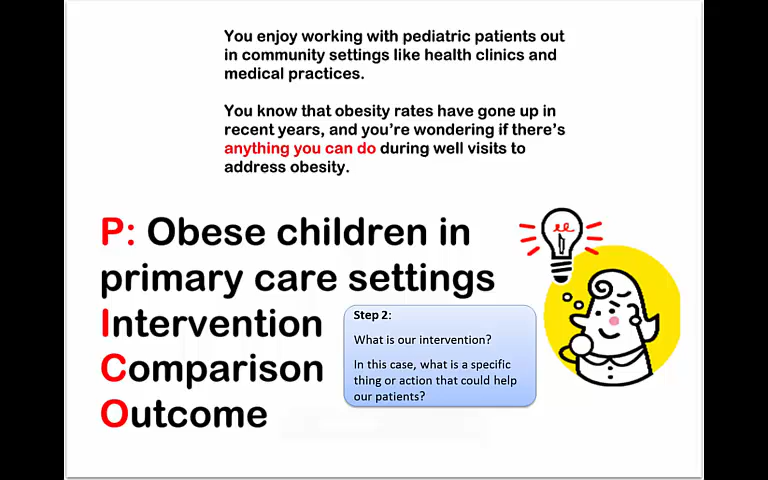 You enjoy working with pediatric patients out
in community settings like health clinics and
medical practices.
You know that obesity rates have gone up in
recent years, and you’re wondering if there’s
anything you can do during well visits to
address obesity.
P: Obese children in
primary care settings
Intervention
Comparison
Outcome
Step 2:
What is our intervention?
In this case, what is a specific
thing or action that could help
our patients?